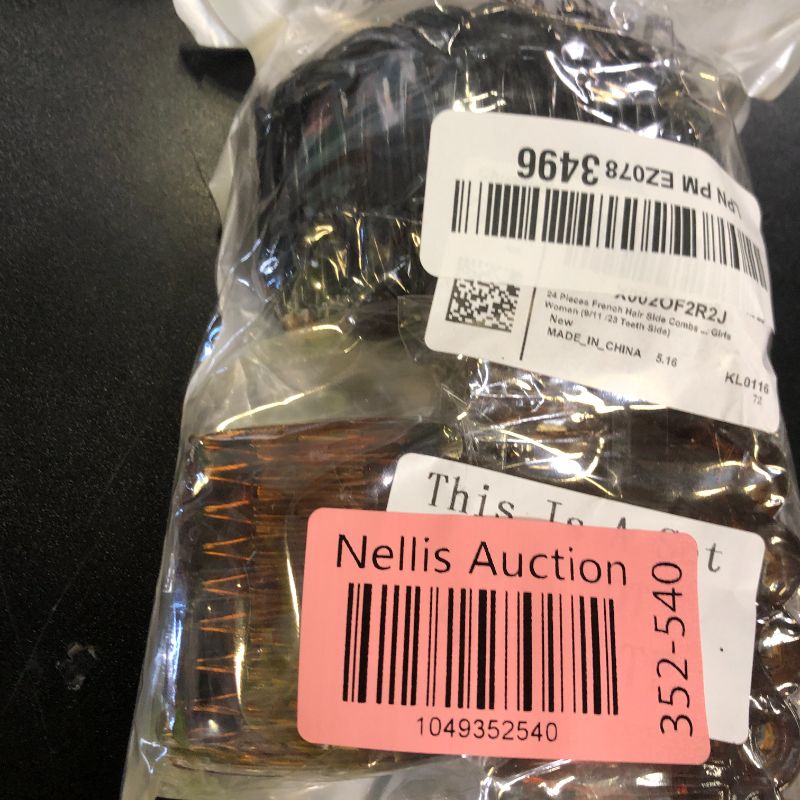 LPN PM EZ078 3496
X002OF2R2J
24 Pieces French Hair Side Combs ... Girls
Women (9/11 /23 Teeth Side)
New
MADE_IN_CHINA 5.16
KL0116
72
This Is A Set
Nellis Auction
1049352540
352-540